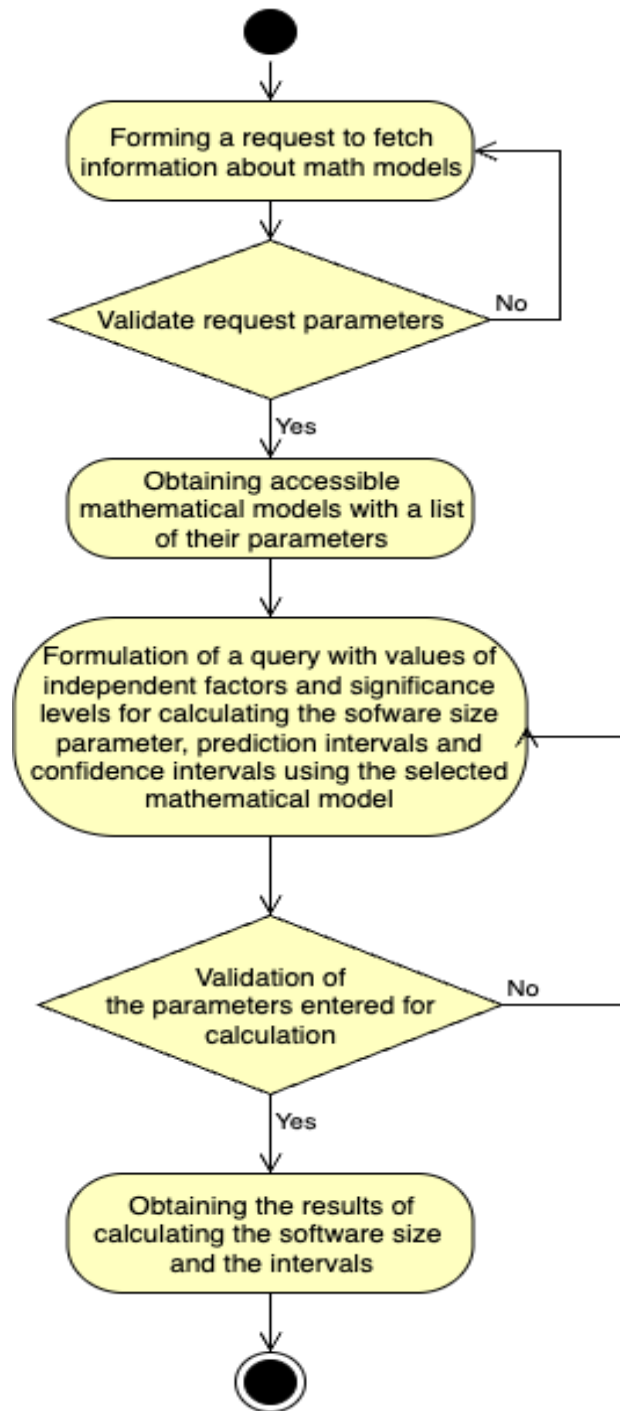 Forming a request to fetch
information about math models
Validate request parameters
No
Yes
Obtaining accessible
mathematical models with a list
of their parameters
Formulation of a query with values of
independent factors and significance
levels for calculating the sofware size
parameter, prediction intervals and
confidence intervals using the selected
mathematical model
Validation of
the parameters entered for
calculation
No
Yes
Obtaining the results of
calculating the software size
and the intervals